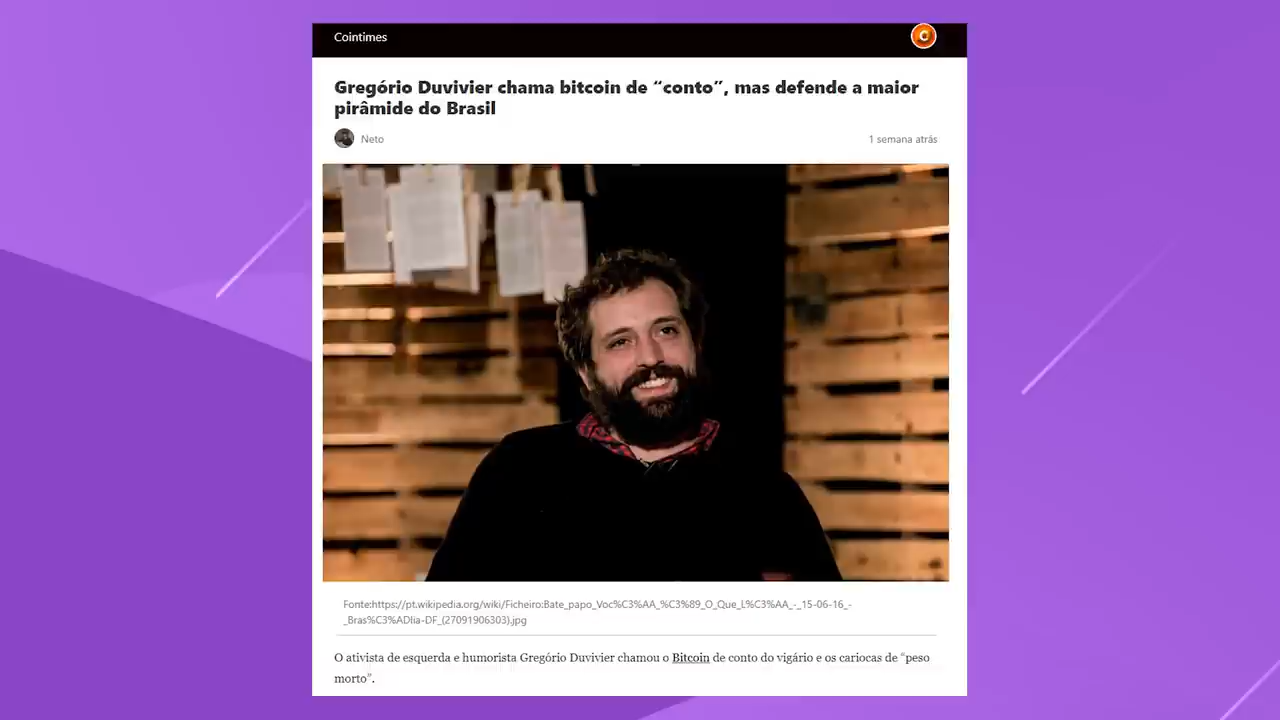 Cointimes
Gregório Duvivier chama bitcoin de “conto”, mas defende a maior
pirâmide do Brasil
Neto
1 semana atrás
Fonte:https://pt.wikipedia.org/wiki/Ficheiro:Bate_papo_Voc%C3%AA_%C3%89_O_Que_L%C3%AA_-_15-06-16_-
_Bras%C3%ADlia-DF_(27091906303).jpg
O ativista de esquerda e humorista Gregório Duvivier chamou o Bitcoin de conto do vigário e os cariocas de “peso
morto”.